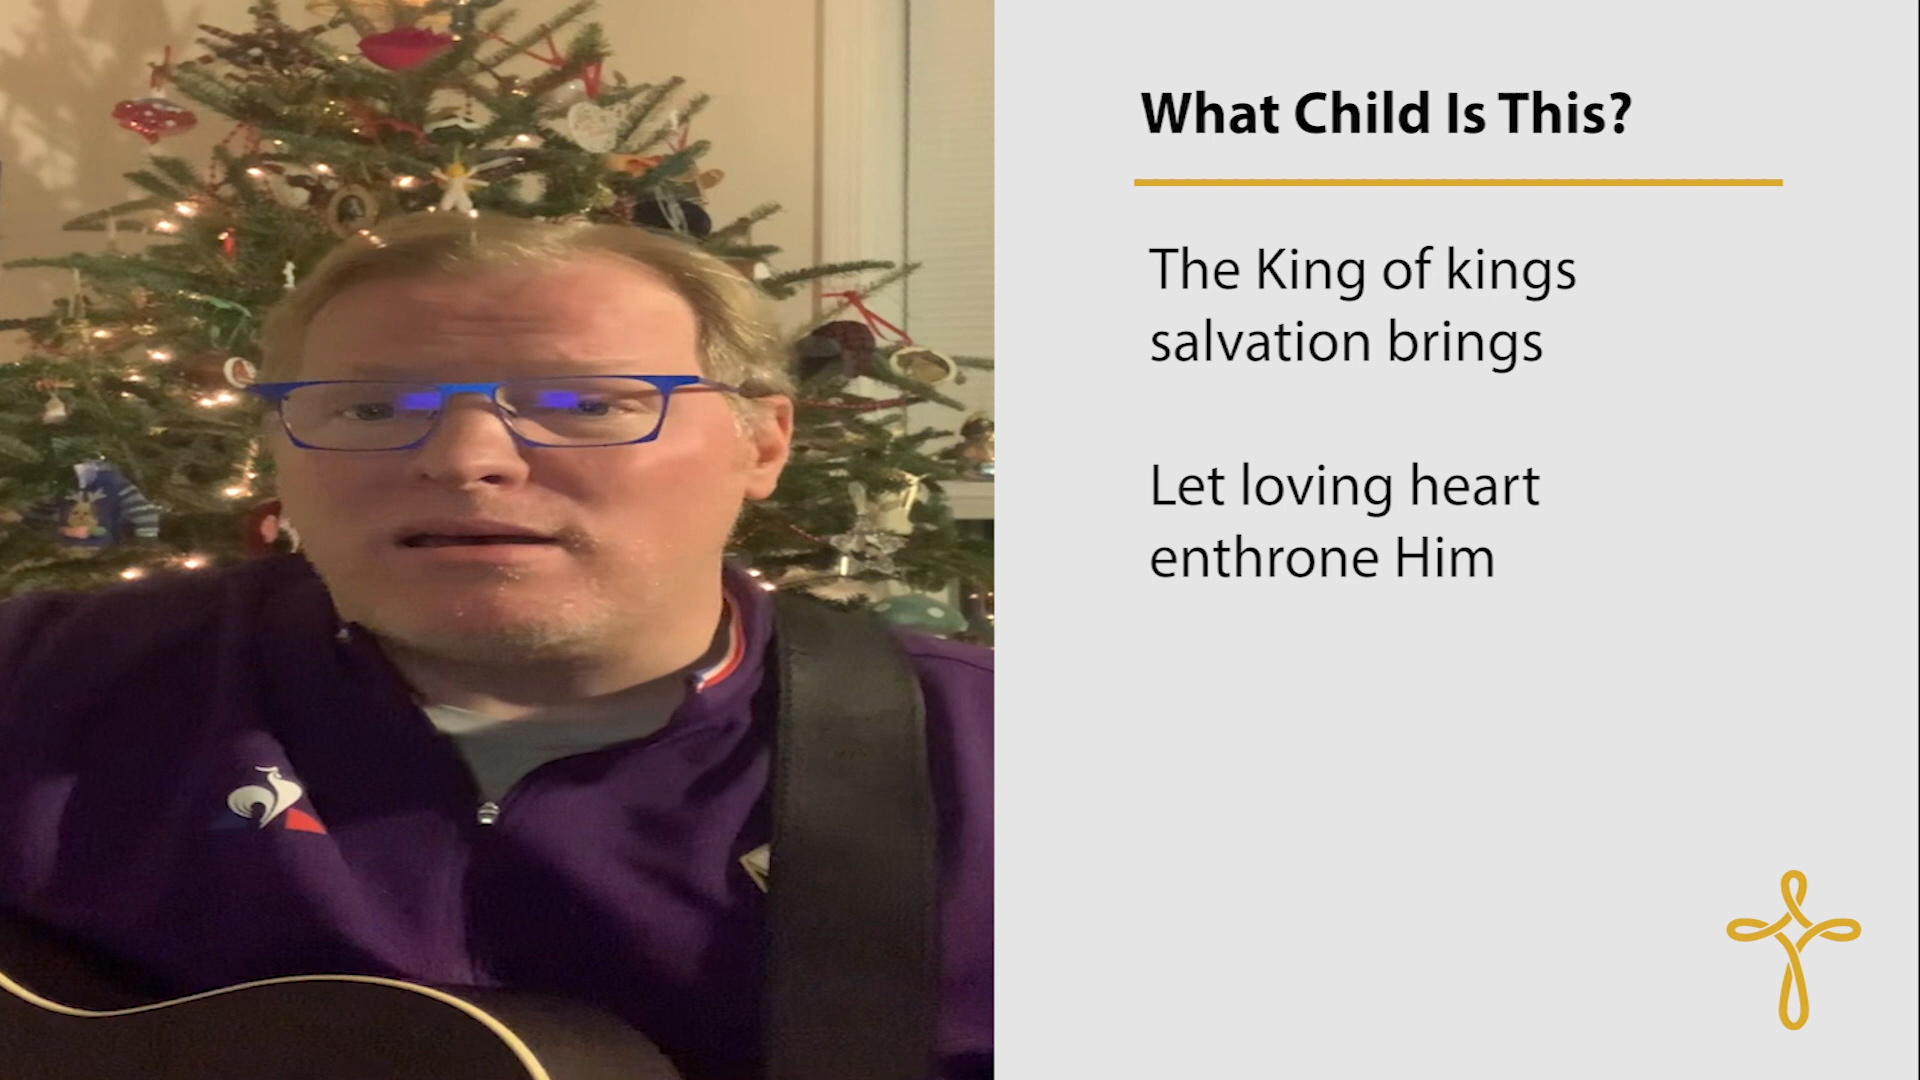 What Child Is This?
The King of kings
salvation brings
Let loving heart
enthrone Him